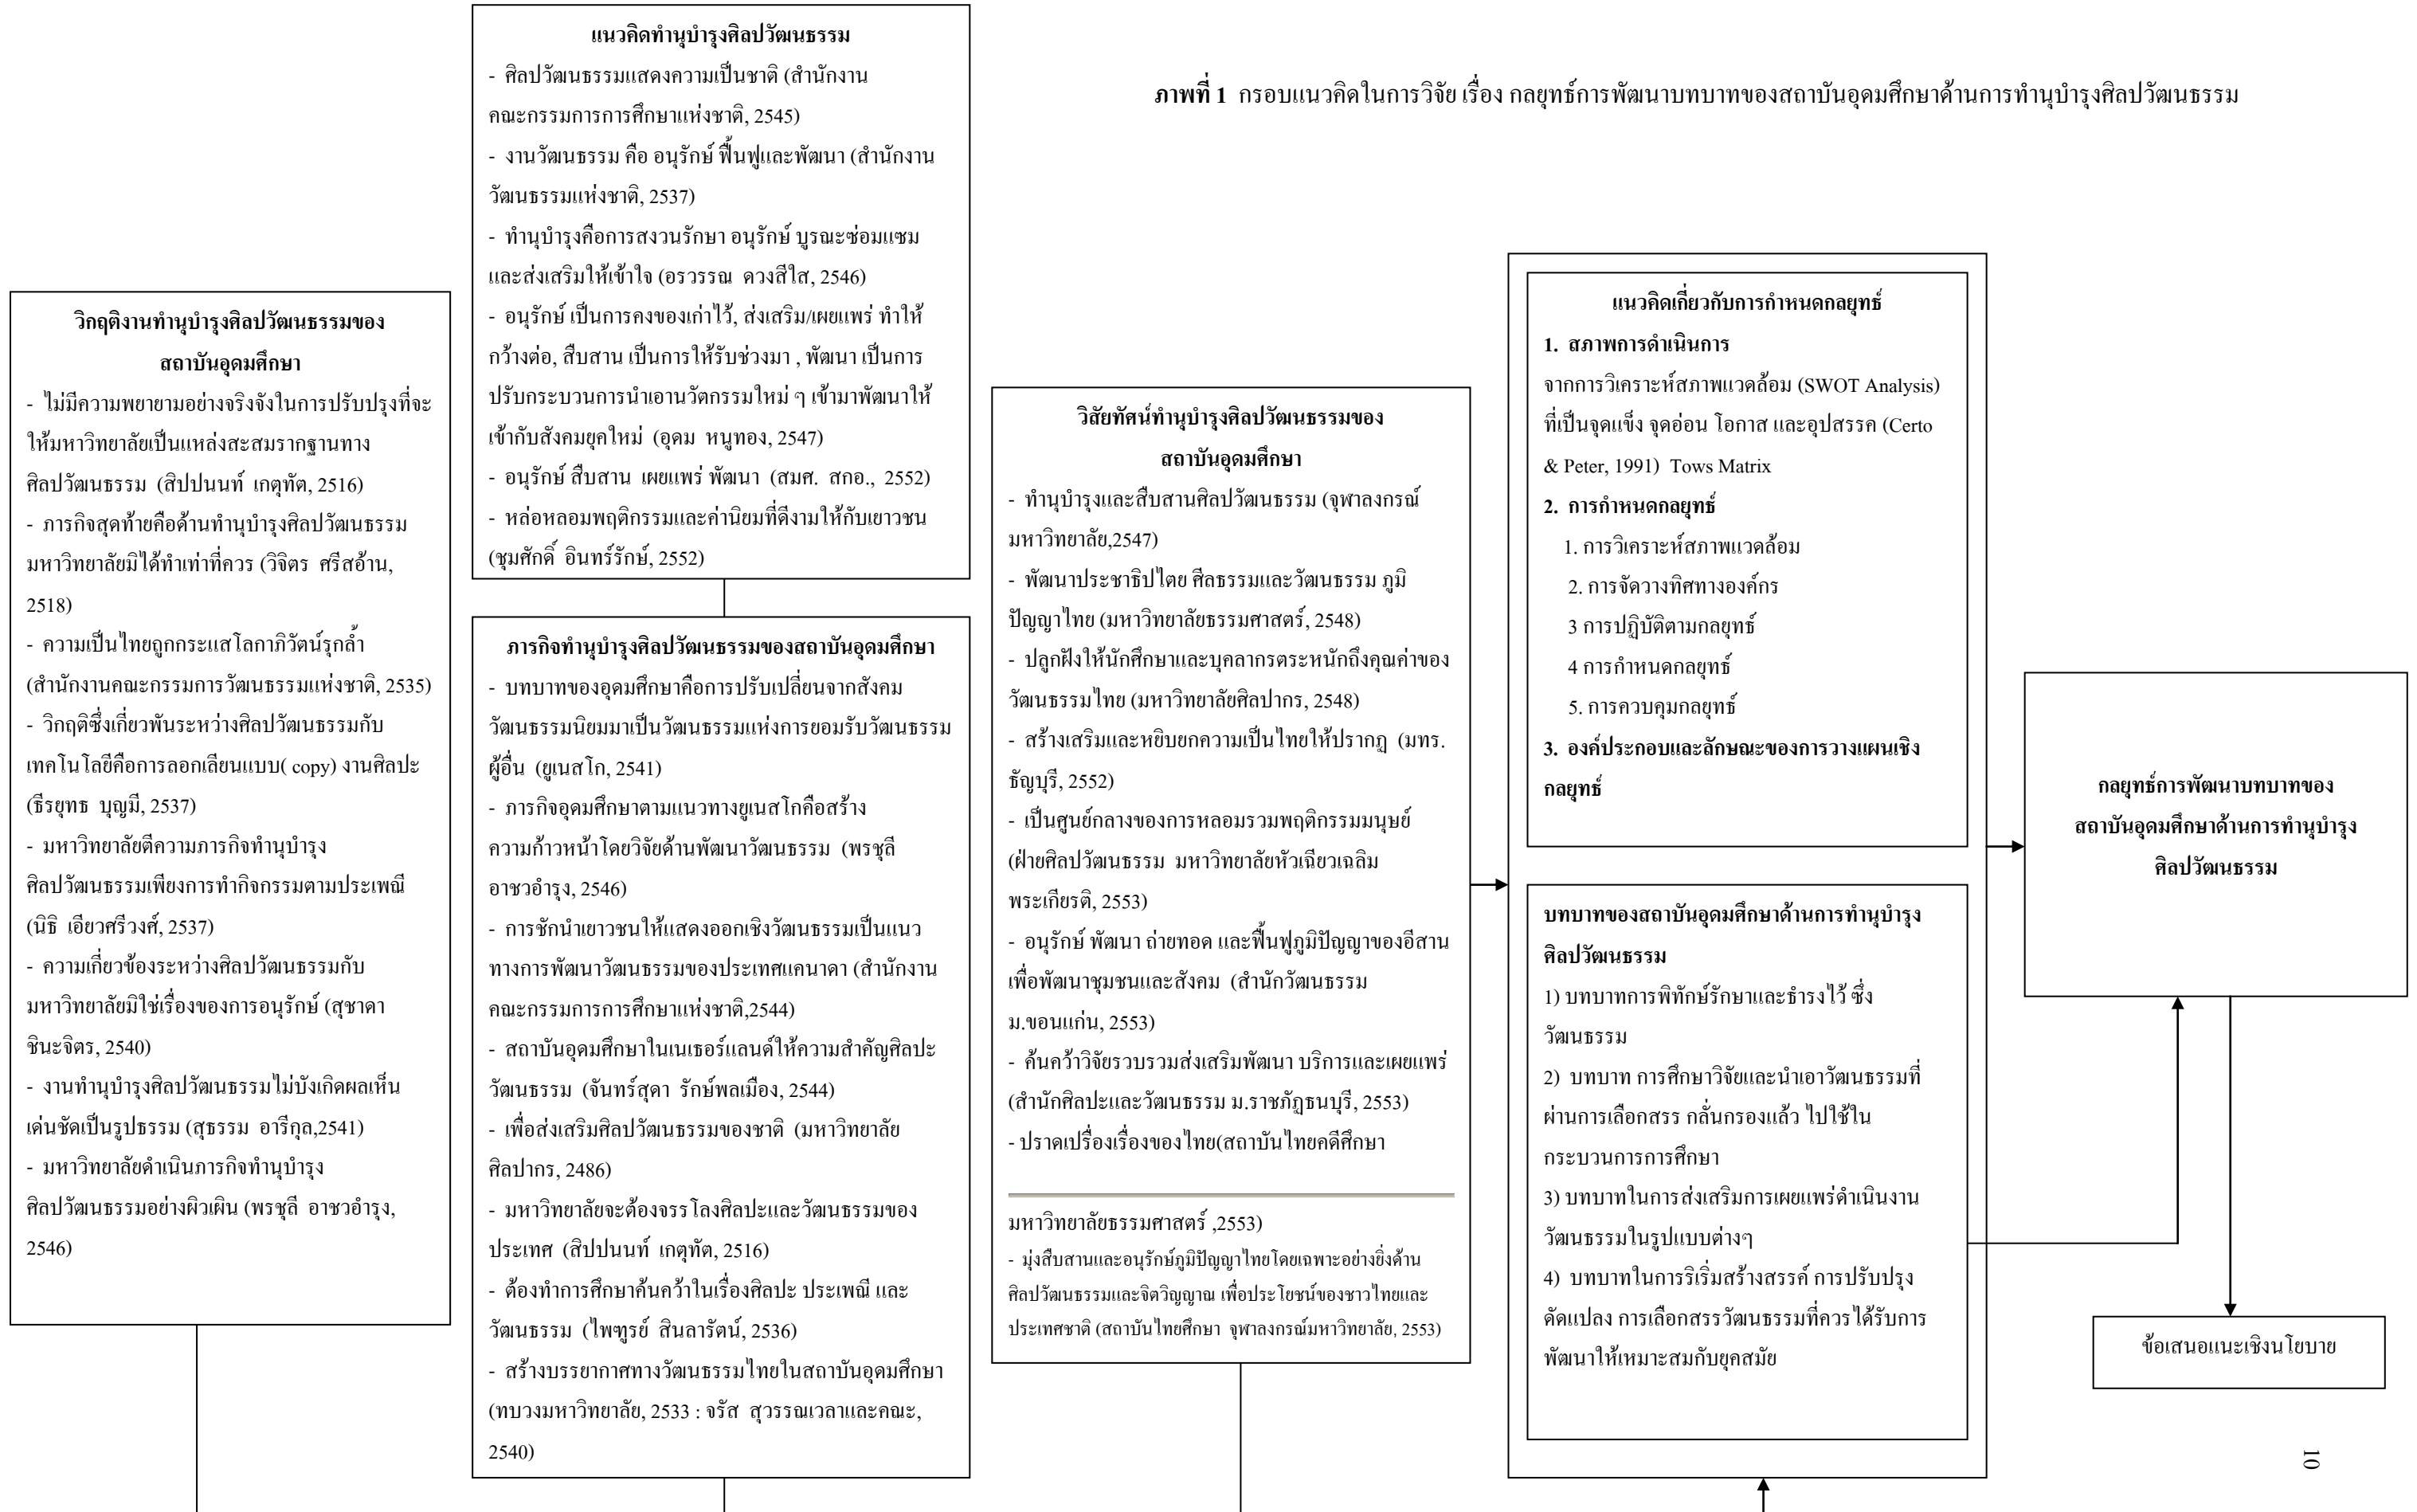 ภาพที่ 1 กรอบแนวคิดในการวิจัย เรื่อง กลยุทธ์การพัฒนาบทบาทของสถาบันอุดมศึกษาด้านการทำนุบำรุงศิลปวัฒนธรรม
วิกฤติงานทำนุบำรุงศิลปวัฒนธรรมของ
สถาบันอุดมศึกษา
- ไม่มีความพยายามอย่างจริงจังในการปรับปรุงที่จะ
ให้มหาวิทยาลัยเป็นแหล่งสะสมรากฐานทาง
ศิลปวัฒนธรรม (สิปปนนท์ เกตุทัต, 2516)
- ภารกิจสุดท้ายคือด้านทำนุบำรุงศิลปวัฒนธรรม
มหาวิทยาลัยมิได้ทำเท่าที่ควร (วิจิตร ศรีสอ้าน,
2518)
- ความเป็นไทยถูกกระแสโลกาภิวัตน์รุกล้ำ
(สำนักงานคณะกรรมการวัฒนธรรมแห่งชาติ, 2535)
- วิกฤติซึ่งเกี่ยวพันระหว่างศิลปวัฒนธรรมกับ
เทคโนโลยีคือการลอกเลียนแบบ( copy) งานศิลปะ
(ธีรยุทธ บุญมี, 2537)
- มหาวิทยาลัยตีความภารกิจทำนุบำรุง
ศิลปวัฒนธรรมเพียงการทำกิจกรรมตามประเพณี
(นิธิ เอียวศรีวงศ์, 2537)
- ความเกี่ยวข้องระหว่างศิลปวัฒนธรรมกับ
มหาวิทยาลัยมิใช่เรื่องของการอนุรักษ์ (สุชาดา
ชินะจิตร, 2540)
- งานทำนุบำรุงศิลปวัฒนธรรมไม่บังเกิดผลเห็น
เด่นชัดเป็นรูปธรรม (สุธรรม อารีกุล,2541)
- มหาวิทยาลัยดำเนินภารกิจทำนุบำรุง
ศิลปวัฒนธรรมอย่างผิวเผิน (พรชุลี อาชวอำรุง,
2546)
แนวคิดทำนุบำรุงศิลปวัฒนธรรม
- ศิลปวัฒนธรรมแสดงความเป็นชาติ (สำนักงาน
คณะกรรมการการศึกษาแห่งชาติ, 2545)
- งานวัฒนธรรม คือ อนุรักษ์ ฟื้นฟูและพัฒนา (สำนักงาน
วัฒนธรรมแห่งชาติ, 2537)
- ทำนุบำรุงคือการสงวนรักษา อนุรักษ์ บูรณะซ่อมแซม
และส่งเสริมให้เข้าใจ (อรวรรณ ดวงสีใส, 2546)
- อนุรักษ์ เป็นการคงของเก่าไว้, ส่งเสริม/เผยแพร่ ทำให้
กว้างต่อ, สืบสาน เป็นการให้รับช่วงมา , พัฒนา เป็นการ
ปรับกระบวนการนำเอานวัตกรรมใหม่ ๆ เข้ามาพัฒนาให้
เข้ากับสังคมยุคใหม่ (อุดม หนูทอง, 2547)
- อนุรักษ์ สืบสาน เผยแพร่ พัฒนา (สมศ. สกอ., 2552)
- หล่อหลอมพฤติกรรมและค่านิยมที่ดีงามให้กับเยาวชน
(ชุมศักดิ์ อินทร์รักษ์, 2552)
ภารกิจทำนุบำรุงศิลปวัฒนธรรมของสถาบันอุดมศึกษา
- บทบาทของอุดมศึกษาคือการปรับเปลี่ยนจากสังคม
วัฒนธรรมนิยมมาเป็นวัฒนธรรมแห่งการยอมรับวัฒนธรรม
ผู้อื่น (ยูเนสโก, 2541)
- ภารกิจอุดมศึกษาตามแนวทางยูเนสโกคือสร้าง
ความก้าวหน้าโดยวิจัยด้านพัฒนาวัฒนธรรม (พรชุลี
อาชวอำรุง, 2546)
- การชักนำเยาวชนให้แสดงออกเชิงวัฒนธรรมเป็นแนว
ทางการพัฒนาวัฒนธรรมของประเทศแคนาดา (สำนักงาน
คณะกรรมการการศึกษาแห่งชาติ,2544)
- สถาบันอุดมศึกษาในเนเธอร์แลนด์ให้ความสำคัญศิลปะ
วัฒนธรรม (จันทร์สุดา รักษ์พลเมือง, 2544)
- เพื่อส่งเสริมศิลปวัฒนธรรมของชาติ (มหาวิทยาลัย
ศิลปากร, 2486)
- มหาวิทยาลัยจะต้องจรรโลงศิลปะและวัฒนธรรมของ
ประเทศ (สิปปนนท์ เกตุทัต, 2516)
- ต้องทำการศึกษาค้นคว้าในเรื่องศิลปะ ประเพณี และ
วัฒนธรรม (ไพฑูรย์ สินลารัตน์, 2536)
- สร้างบรรยากาศทางวัฒนธรรมไทยในสถาบันอุดมศึกษา
(ทบวงมหาวิทยาลัย, 2533 : จรัส สุวรรณเวลาและคณะ,
2540)
วิสัยทัศน์ทำนุบำรุงศิลปวัฒนธรรมของ
สถาบันอุดมศึกษา
- ทำนุบำรุงและสืบสานศิลปวัฒนธรรม (จุฬาลงกรณ์
มหาวิทยาลัย,2547)
- พัฒนาประชาธิปไตย ศีลธรรมและวัฒนธรรม ภูมิ
ปัญญาไทย (มหาวิทยาลัยธรรมศาสตร์, 2548)
- ปลูกฝังให้นักศึกษาและบุคลากรตระหนักถึงคุณค่าของ
วัฒนธรรมไทย (มหาวิทยาลัยศิลปากร, 2548)
- สร้างเสริมและหยิบยกความเป็นไทยให้ปรากฏ (มทร.
ธัญบุรี, 2552)
- เป็นศูนย์กลางของการหลอมรวมพฤติกรรมมนุษย์
(ฝ่ายศิลปวัฒนธรรม มหาวิทยาลัยหัวเฉียวเฉลิม
พระเกียรติ, 2553)
- อนุรักษ์ พัฒนา ถ่ายทอด และฟื้นฟูภูมิปัญญาของอีสาน
เพื่อพัฒนาชุมชนและสังคม (สำนักวัฒนธรรม
ม.ขอนแก่น, 2553)
- ค้นคว้าวิจัยรวบรวมส่งเสริมพัฒนา บริการและเผยแพร่
(สำนักศิลปะและวัฒนธรรม ม.ราชภัฏธนบุรี, 2553)
- ปราดเปรื่องเรื่องของไทย(สถาบันไทยคดีศึกษา
มหาวิทยาลัยธรรมศาสตร์ ,2553)
- มุ่งสืบสานและอนุรักษ์ภูมิปัญญาไทยโดยเฉพาะอย่างยิ่งด้าน
ศิลปวัฒนธรรมและจิตวิญญาณ เพื่อประโยชน์ของชาวไทยและ
ประเทศชาติ (สถาบันไทยศึกษา จุฬาลงกรณ์มหาวิทยาลัย, 2553)
แนวคิดเกี่ยวกับการกำหนดกลยุทธ์
1. สภาพการดำเนินการ
จากการวิเคราะห์สภาพแวดล้อม (SWOT Analysis)
ที่เป็นจุดแข็ง จุดอ่อน โอกาส และอุปสรรค (Certo
& Peter, 1991) Tows Matrix
2. การกำหนดกลยุทธ์
1. การวิเคราะห์สภาพแวดล้อม
2. การจัดวางทิศทางองค์กร
3 การปฏิบัติตามกลยุทธ์
4 การกำหนดกลยุทธ์
5. การควบคุมกลยุทธ์
3. องค์ประกอบและลักษณะของการวางแผนเชิง
กลยุทธ์
บทบาทของสถาบันอุดมศึกษาด้านการทำนุบำรุง
ศิลปวัฒนธรรม
1) บทบาทการพิทักษ์รักษาและธำรงไว้ ซึ่ง
วัฒนธรรม
2) บทบาท การศึกษาวิจัยและนำเอาวัฒนธรรมที่
ผ่านการเลือกสรร กลั่นกรองแล้ว ไปใช้ใน
กระบวนการการศึกษา
3) บทบาทในการส่งเสริมการเผยแพร่ดำเนินงาน
วัฒนธรรมในรูปแบบต่างๆ
4) บทบาทในการริเริ่มสร้างสรรค์ การปรับปรุง
ดัดแปลง การเลือกสรรวัฒนธรรมที่ควรได้รับการ
พัฒนาให้เหมาะสมกับยุคสมัย
กลยุทธ์การพัฒนาบทบาทของ
สถาบันอุดมศึกษาด้านการทำนุบำรุง
ศิลปวัฒนธรรม
ข้อเสนอแนะเชิงนโยบาย
10